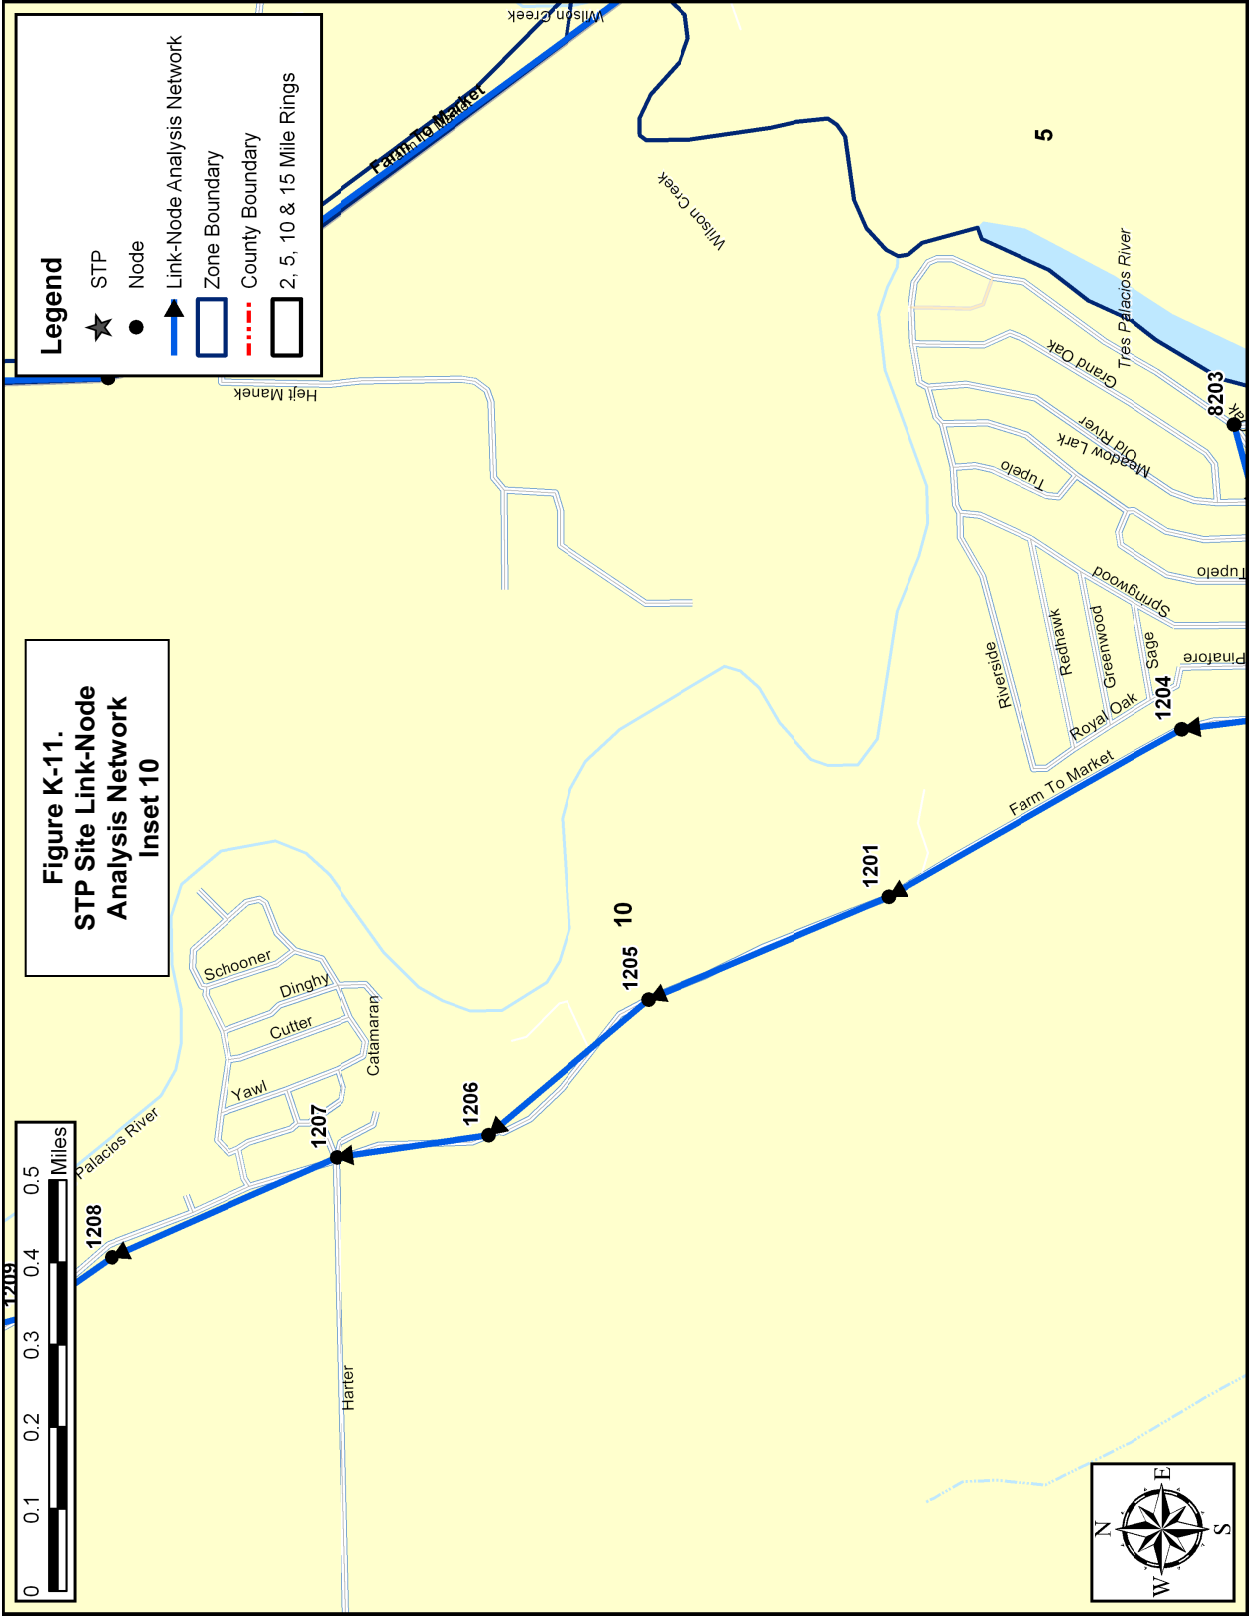 Figure K-11.
STP Site Link-Node
Analysis Network
Inset 10
Legend
STP
Node
Link-Node Analysis Network
Zone Boundary
County Boundary
2, 5, 10 & 15 Mile Rings
0 0.1 0.2 0.3 0.4 0.5
Miles
Wilson Creek
Farm To Market
Wilson Creek
5
Tres Palacios River
Hejt Manek
Grand Oak
Old River
Meadow Lark
Tupelo
8203
Springwood
Tupelo
Riverside
Redhawk
Greenwood
Sage
Pinafore
Royal Oak
1204
Farm To Market
1201
10
1205
1206
1207
Schooner
Dinghy
Cutter
Catamaran
Yawl
Palacios River
1208
1209
Harter
N
E
S
W